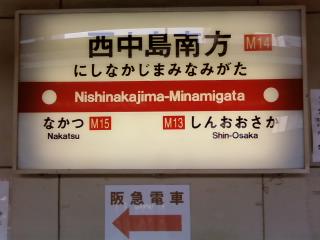 西中島南方 M14
にしなかじまみなみがた
Nishinakajima-Minamigata
なかつ M15 M13 しんおおさか
Nakatsu Shin-Osaka
阪急電車